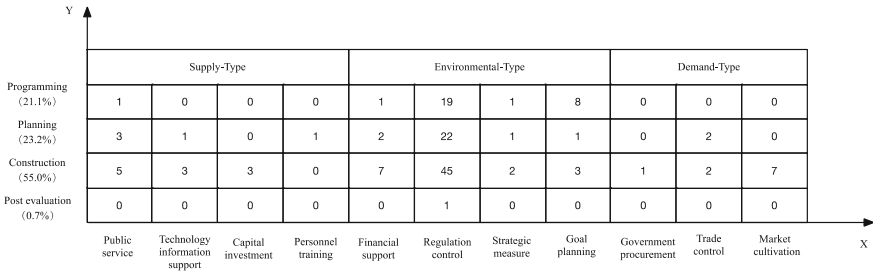 Y
Supply-Type Environmental-Type Demand-Type
Programming
(21.1%)
1 0 0 0 1 19 1 8 0 0 0
Planning
(23.2%)
3 1 0 1 2 22 1 1 0 2 0
Construction
(55.0%)
5 3 3 0 7 45 2 3 1 2 7
Post evaluation
(0.7%)
0 0 0 0 0 1 0 0 0 0 0
Public
service
Technology
information
support
Capital
investment
Personnel
training
Financial
support
Regulation
control
Strategic
measure
Goal
planning
Government
procurement
Trade
control
Market
cultivation
X